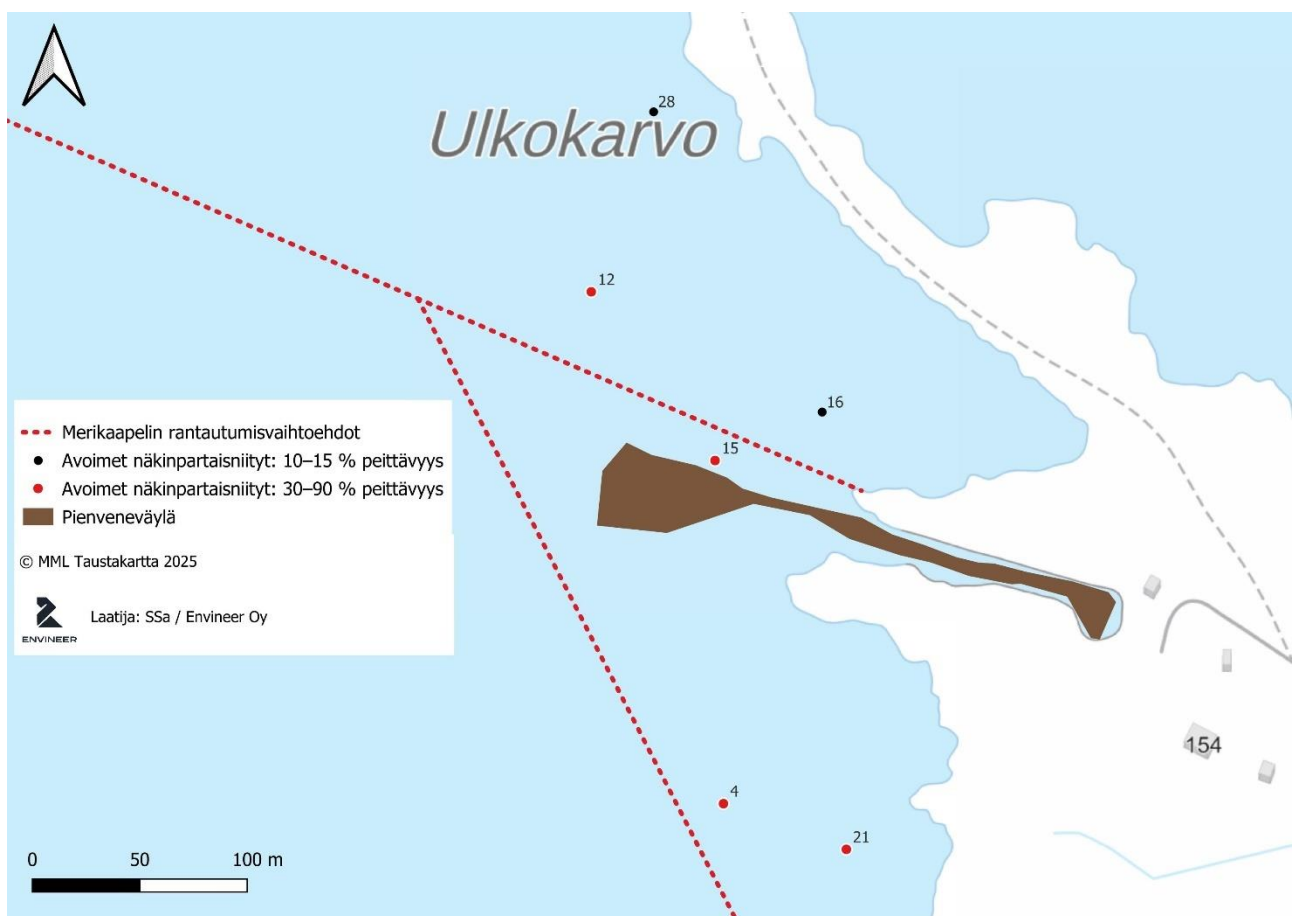 28
Ulkokarvo
12
16
15
Merikaapelin rantautumisvaihtoehdot
Avoimet näkinpartaisniityt: 10–15 % peittävyys
Avoimet näkinpartaisniityt: 30–90 % peittävyys
Pienveneväylä
© MML Taustakartta 2025
Laatija: SSa / Envineer Oy
ENVINEER
154
4
21
0 50 100 m